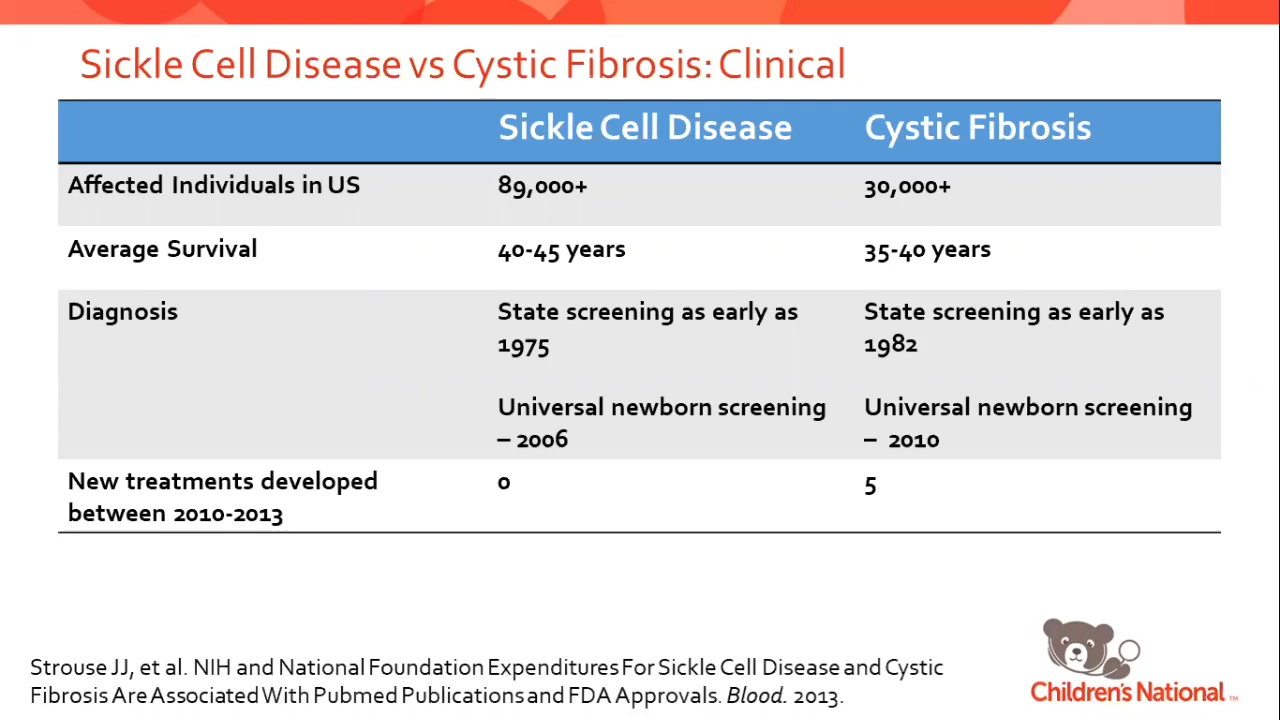 Sickle Cell Disease vs Cystic Fibrosis: Clinical
Sickle Cell Disease
Cystic Fibrosis
Affected Individuals in US
89,000+
30,000+
Average Survival
40-45 years
35-40 years
Diagnosis
State screening as early as
1975
Universal newborn screening
– 2006
State screening as early as
1982
Universal newborn screening
– 2010
New treatments developed
between 2010-2013
0
5
Strouse JJ, et al. NIH and National Foundation Expenditures For Sickle Cell Disease and Cystic
Fibrosis Are Associated With Pubmed Publications and FDA Approvals. Blood. 2013.
Children's National ™